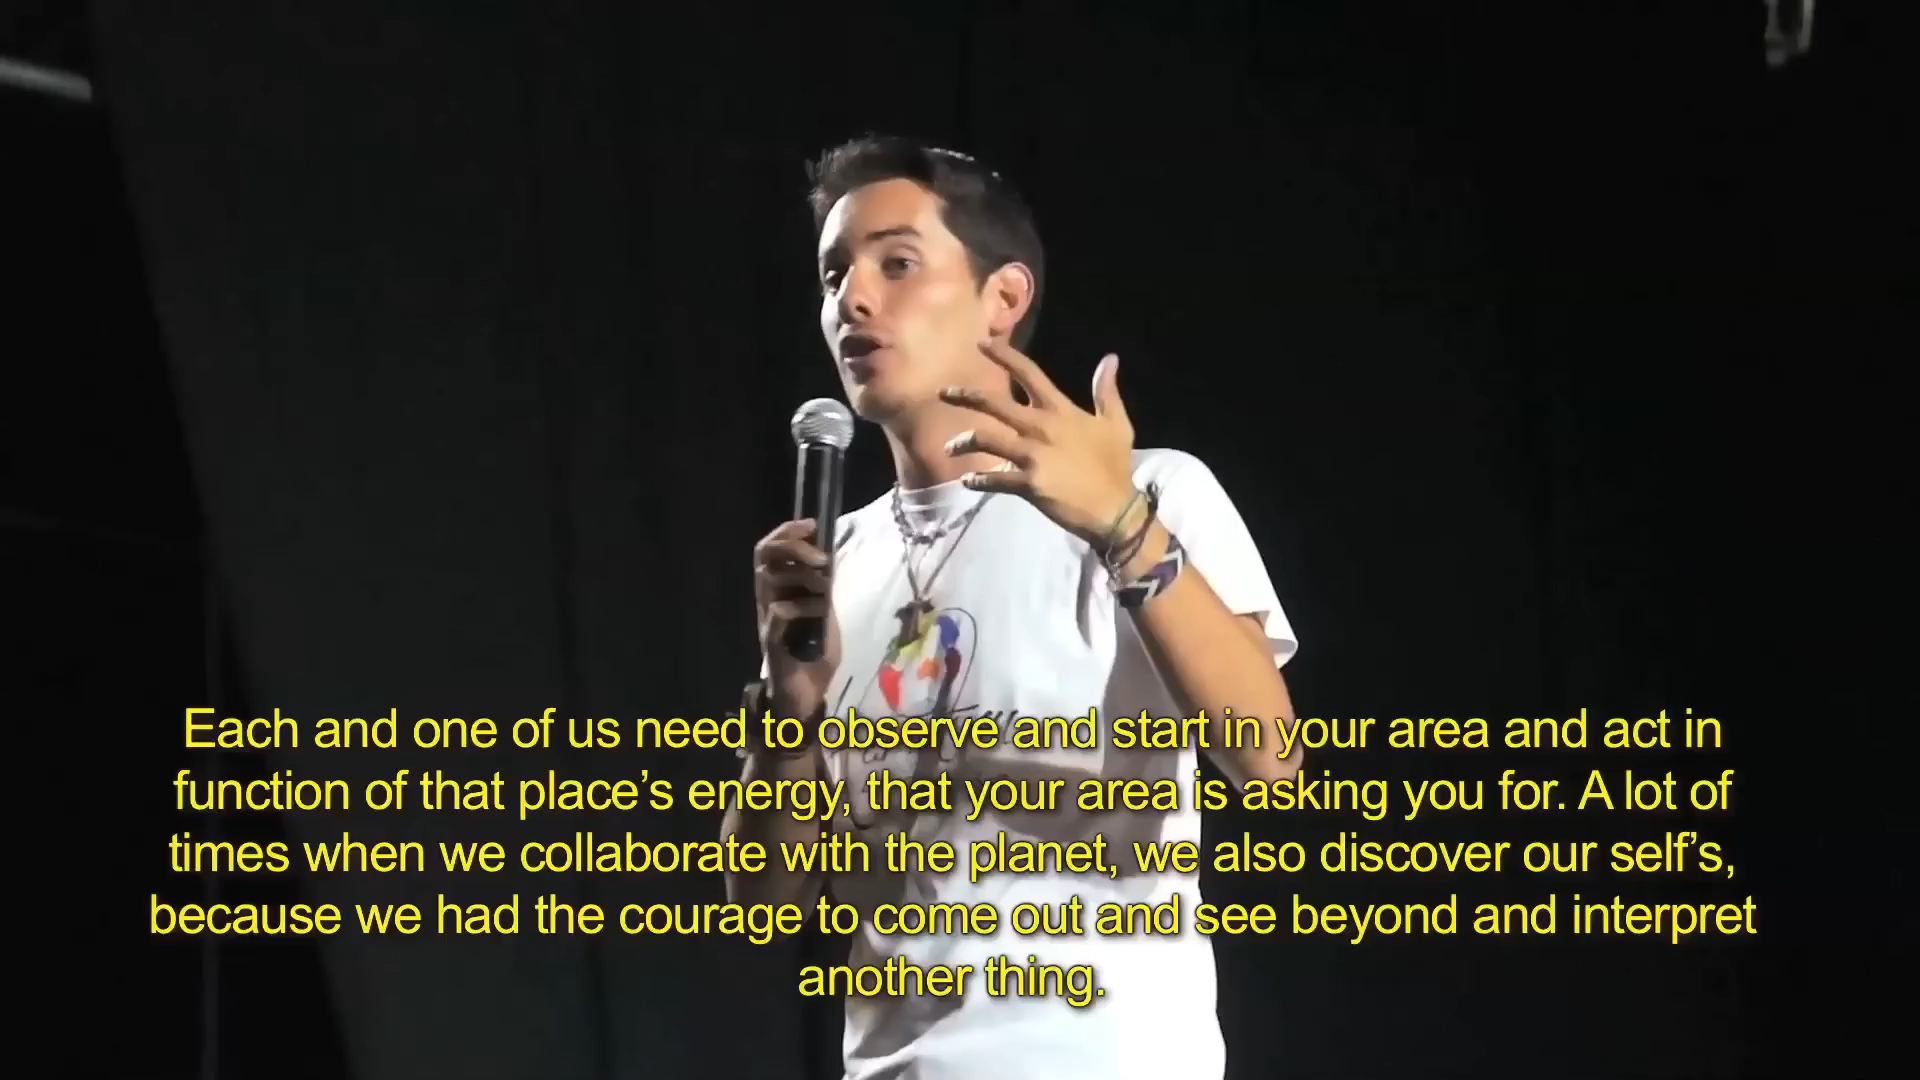 Each and one of us need to observe and start in your area and act in
function of that place’s energy, that your area is asking you for. A lot of
times when we collaborate with the planet, we also discover our self’s,
because we had the courage to come out and see beyond and interpret
another thing.